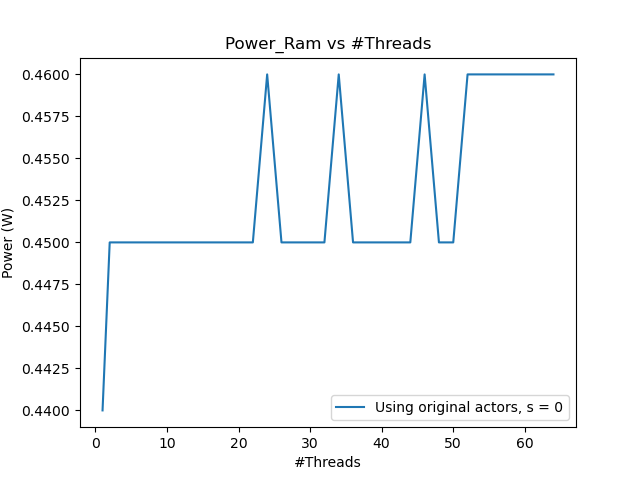 Power_Ram vs #Threads
0.4600
0.4575
0.4550
0.4525
0.4500
0.4475
0.4450
0.4425
0.4400
Power (W)
Using original actors, s = 0
0 10 20 30 40 50 60
#Threads